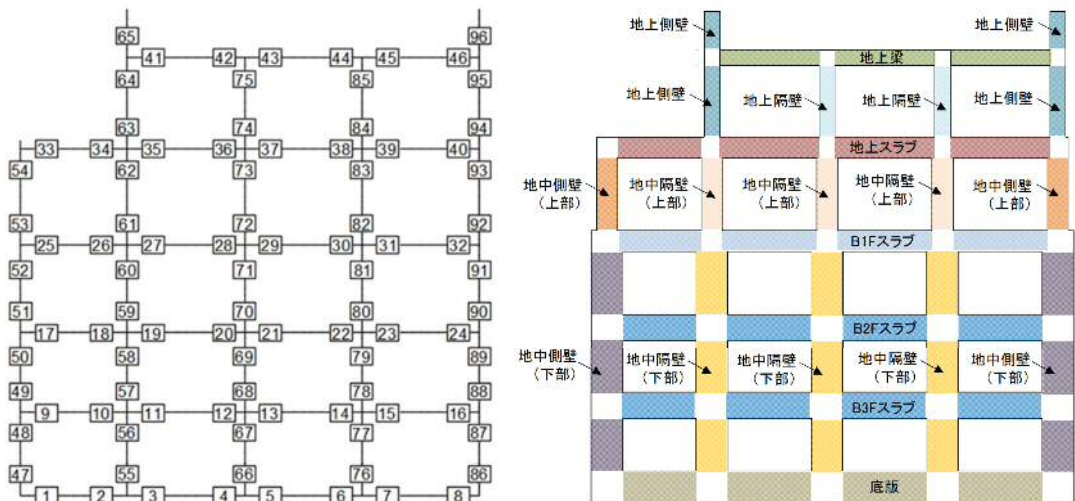 65
96
41 42 43 44 45 46
64 75 85 95
63 74 84 94
33 34 35 36 37 38 39 40
54 62 73 83 93
53 61 72 82 92
25 26 27 28 29 30 31 32
52 60 71 81 91
51 59 70 80 90
17 18 19 20 21 22 23 24
50 58 69 79 89
49 57 68 78 88
9 10 11 12 13 14 15 16
48 56 67 77 87
47 55 66 76 86
1 2 3 4 5 6 7 8
地上側壁
地上側壁
地上梁
地上側壁
地上隔壁
地上隔壁
地上側壁
地上スラブ
地中側壁
(上部)
地中隔壁
(上部)
地中隔壁
(上部)
地中隔壁
(上部)
地中側壁
(上部)
B1Fスラブ
B2Fスラブ
地中側壁
(下部)
地中隔壁
(下部)
地中隔壁
(下部)
地中隔壁
(下部)
地中側壁
(下部)
B3Fスラブ
底版